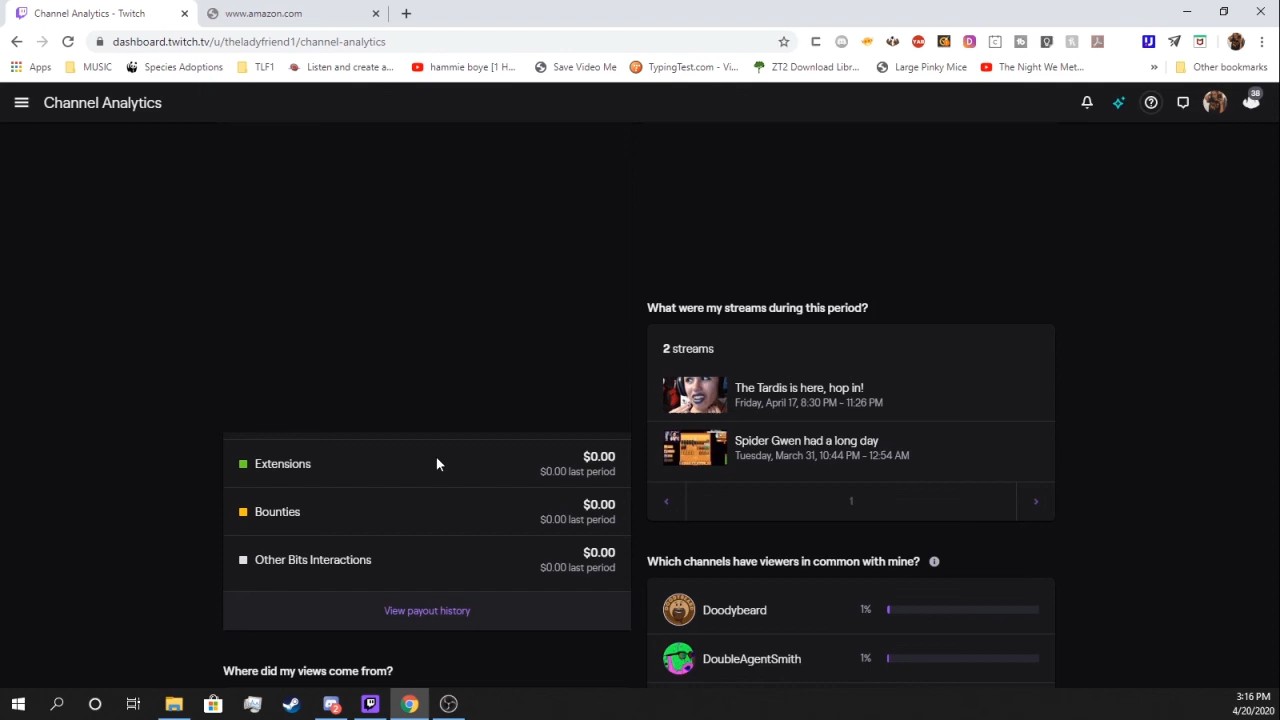 Channel Analytics - Twitch
www.amazon.com
dashboard.twitch.tv/u/theladyfriend1/channel-analytics
Apps
MUSIC
Species Adoptions
TLF1
Listen and create a...
hammie boye [1 H...
Save Video Me
TypingTest.com - Vi...
ZT2 Download Libr...
Large Pinky Mice
The Night We Met...
Other bookmarks
Channel Analytics
38
What were my streams during this period?
2 streams
The Tardis is here, hop in!
Friday, April 17, 8:30 PM - 11:26 PM
Spider Gwen had a long day
Tuesday, March 31, 10:44 PM - 12:54 AM
1
Extensions
$0.00
$0.00 last period
Bounties
$0.00
$0.00 last period
Other Bits Interactions
$0.00
$0.00 last period
View payout history
Which channels have viewers in common with mine?
Doodybeard
1%
DoubleAgentSmith
1%
Where did my views come from?
3:16 PM
4/20/2020